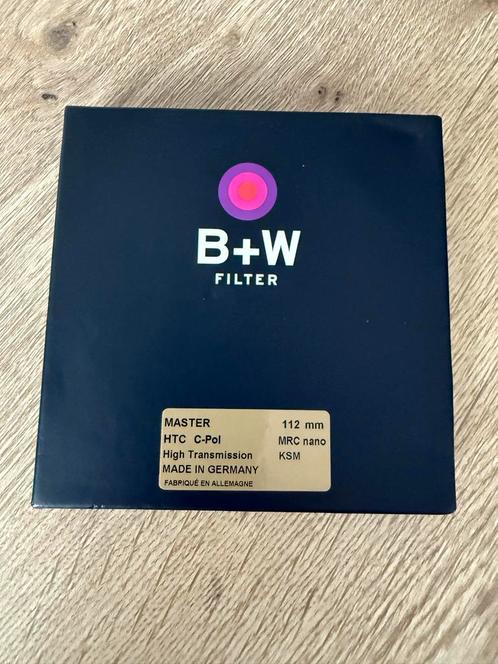 B+W
FILTER
MASTER 112 mm
HTC C-Pol MRC nano
High Transmission KSM
MADE IN GERMANY
FABRIQUÉ EN ALLEMAGNE